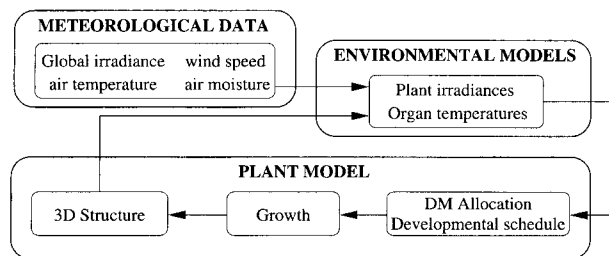 METEOROLOGICAL DATA
Global irradiance wind speed
air temperature air moisture
ENVIRONMENTAL MODELS
Plant irradiances
Organ temperatures
PLANT MODEL
3D Structure
Growth
DM Allocation
Developmental schedule